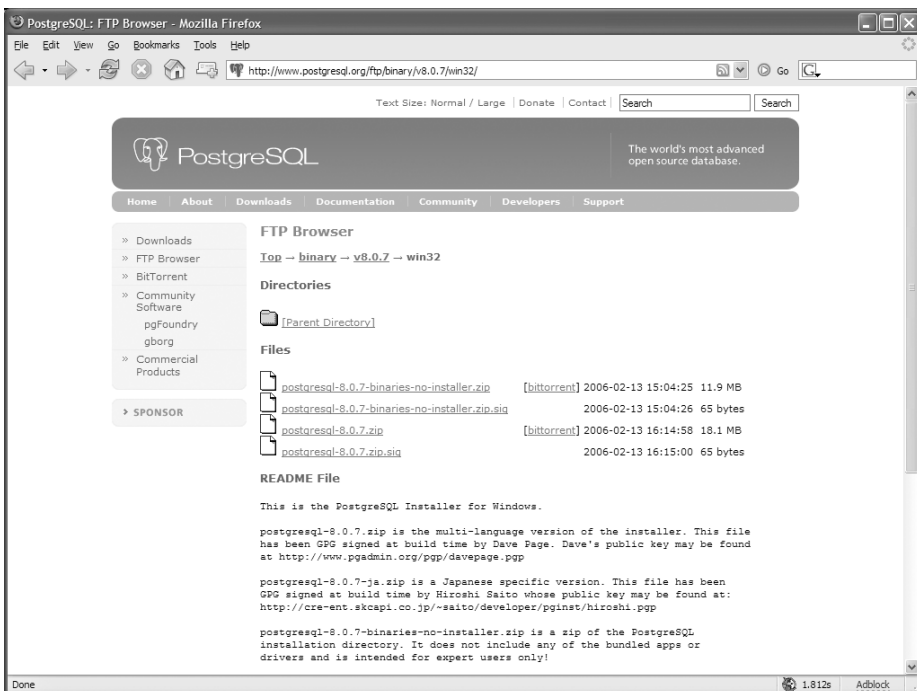 PostgreSQL: FTP Browser - Mozilla Firefox
File Edit View Go Bookmarks Tools Help
http://www.postgresql.org/ftp/binary/v8.0.7/win32/ Go G
Text Size: Normal / Large | Donate | Contact | Search Search
PostgreSQL
The world's most advanced
open source database.
Home About Downloads Documentation Community Developers Support
» Downloads
» FTP Browser
» BitTorrent
» Community
Software
pgFoundry
gborg
» Commercial
Products
› SPONSOR
FTP Browser
Top → binary → v8.0.7 → win32
Directories
[Parent Directory]
Files
postgresql-8.0.7-binaries-no-installer.zip [bittorrent] 2006-02-13 15:04:25 11.9 MB
postgresql-8.0.7-binaries-no-installer.zip.sig 2006-02-13 15:04:26 65 bytes
postgresql-8.0.7.zip [bittorrent] 2006-02-13 16:14:58 18.1 MB
postgresql-8.0.7.zip.sig 2006-02-13 16:15:00 65 bytes
README File
This is the PostgreSQL Installer for Windows.
postgresql-8.0.7.zip is the multi-language version of the installer. This file
has been GPG signed at build time by Dave Page. Dave's public key may be found
at http://www.pgadmin.org/pgp/davepage.pgp
postgresql-8.0.7-ja.zip is a Japanese specific version. This file has been
GPG signed at build time by Hiroshi Saito whose public key may be found at:
http://cre-ent.skcapi.co.jp/~saito/developer/pginst/hiroshi.pgp
postgresql-8.0.7-binaries-no-installer.zip is a zip of the PostgreSQL
installation directory. It does not include any of the bundled apps or
drivers and is intended for expert users only!
Done 1.812s Adblock